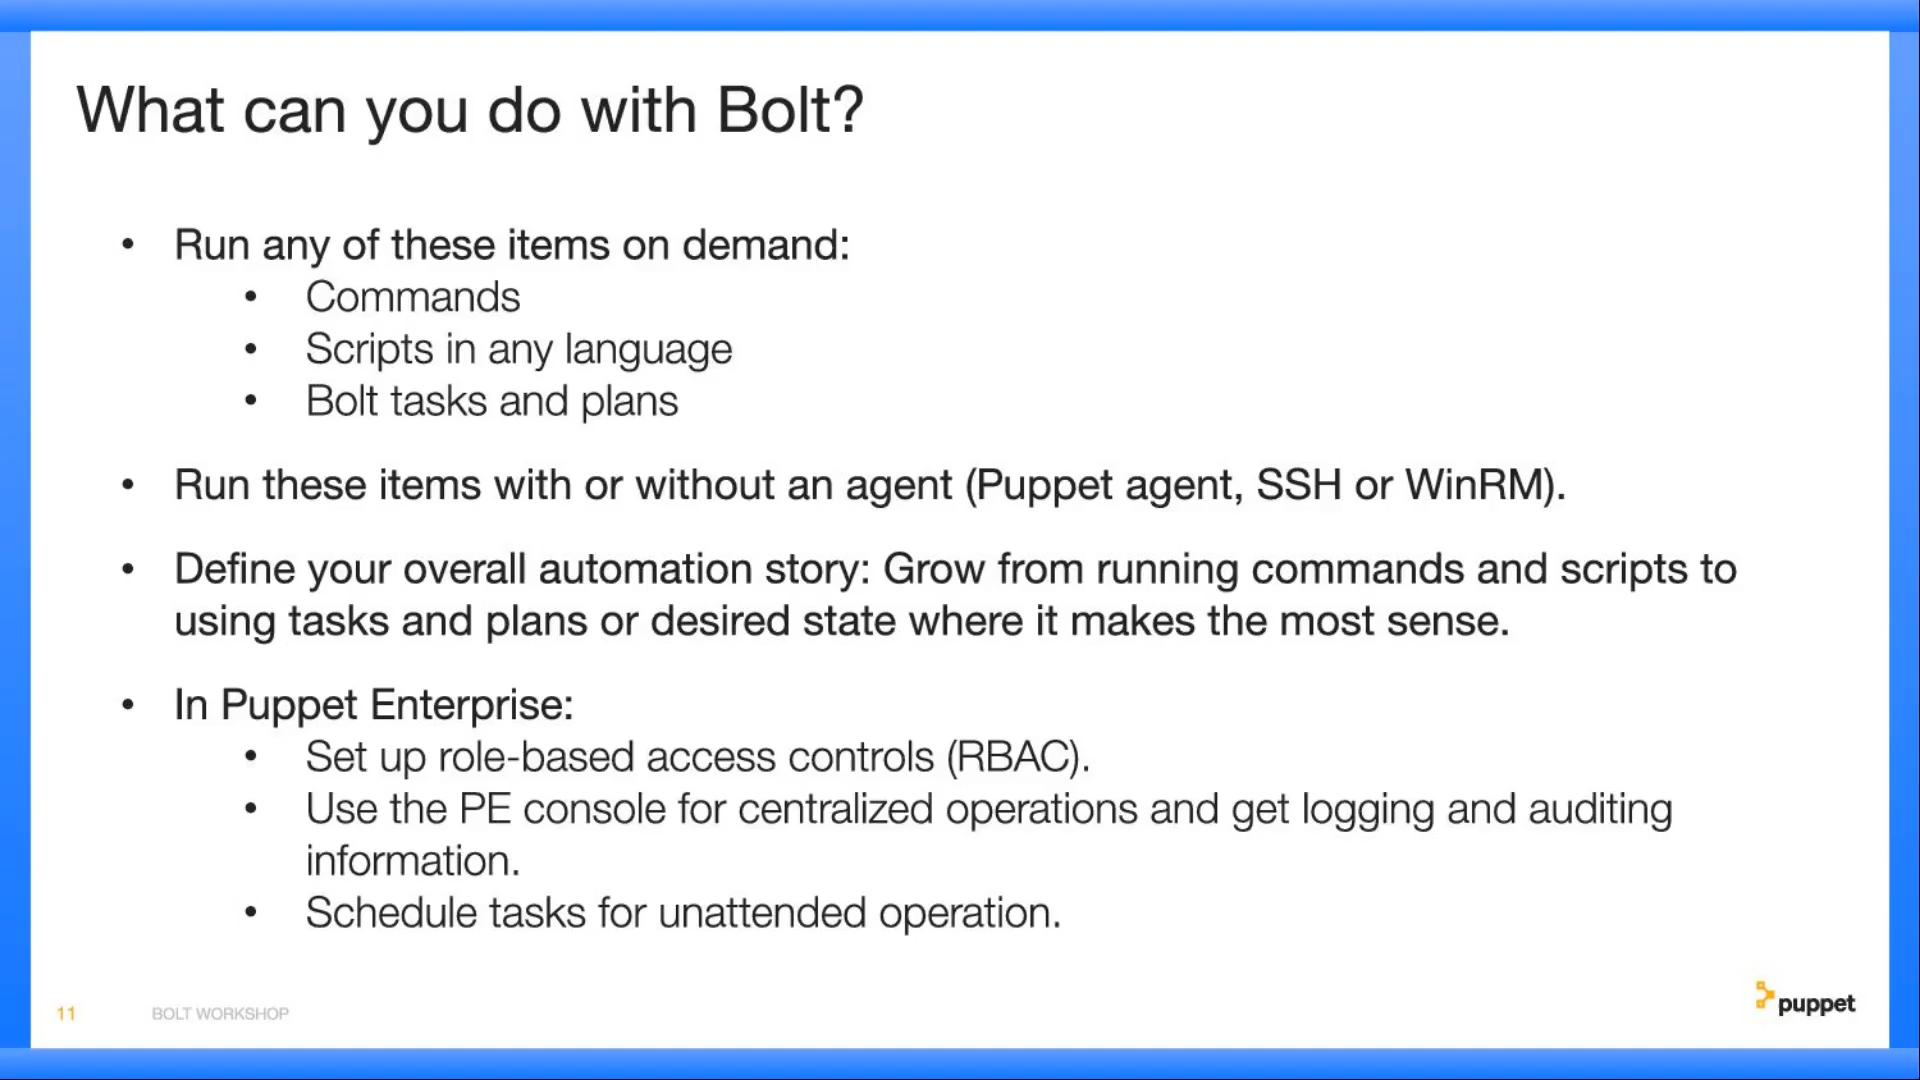 What can you do with Bolt?
• Run any of these items on demand:
• Commands
• Scripts in any language
• Bolt tasks and plans
• Run these items with or without an agent (Puppet agent, SSH or WinRM).
• Define your overall automation story: Grow from running commands and scripts to
using tasks and plans or desired state where it makes the most sense.
• In Puppet Enterprise:
• Set up role-based access controls (RBAC).
• Use the PE console for centralized operations and get logging and auditing
information.
• Schedule tasks for unattended operation.
11 BOLT WORKSHOP
puppet